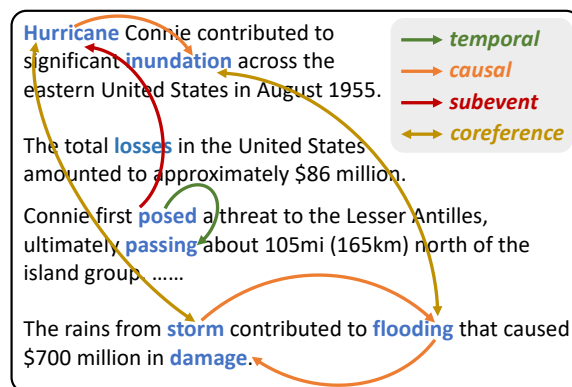 Hurricane Connie contributed to
significant inundation across the
eastern United States in August 1955.
temporal
causal
subevent
coreference
The total losses in the United States
amounted to approximately $86 million.
Connie first posed a threat to the Lesser Antilles,
ultimately passing about 105mi (165km) north of the
island group. ......
The rains from storm contributed to flooding that caused
$700 million in damage.